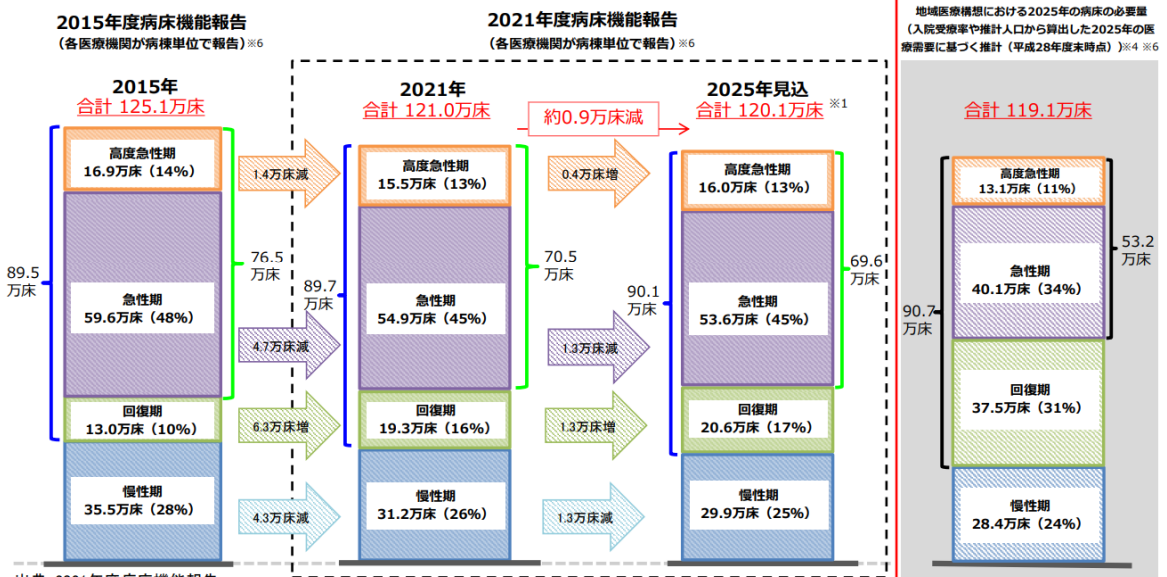 2015年度病床機能報告
(各医療機関が病棟単位で報告) ※6
2015年
合計 125.1万床
高度急性期
16.9万床（14%）
急性期
59.6万床（48%）
回復期
13.0万床（10%）
慢性期
35.5万床（28%）
89.5
万床
76.5
万床
1.4万床減
4.7万床減
6.3万床増
4.3万床減
2021年度病床機能報告
(各医療機関が病棟単位で報告) ※6
2021年
合計 121.0万床
高度急性期
15.5万床（13%）
急性期
54.9万床（45%）
回復期
19.3万床（16%）
慢性期
31.2万床（26%）
89.7
万床
70.5
万床
約0.9万床減
0.4万床増
1.3万床減
1.3万床増
1.3万床減
2025年見込
合計 120.1万床 ※1
高度急性期
16.0万床（13%）
急性期
53.6万床（45%）
回復期
20.6万床（17%）
慢性期
29.9万床（25%）
90.1
万床
69.6
万床
地域医療構想における2025年の病床の必要量
（入院受療率や推計人口から算出した2025年の医
療需要に基づく推計（平成28年度末時点））※4 ※6
合計 119.1万床
高度急性期
13.1万床（11%）
急性期
40.1万床（34%）
回復期
37.5万床（31%）
慢性期
28.4万床（24%）
90.7
万床
53.2
万床